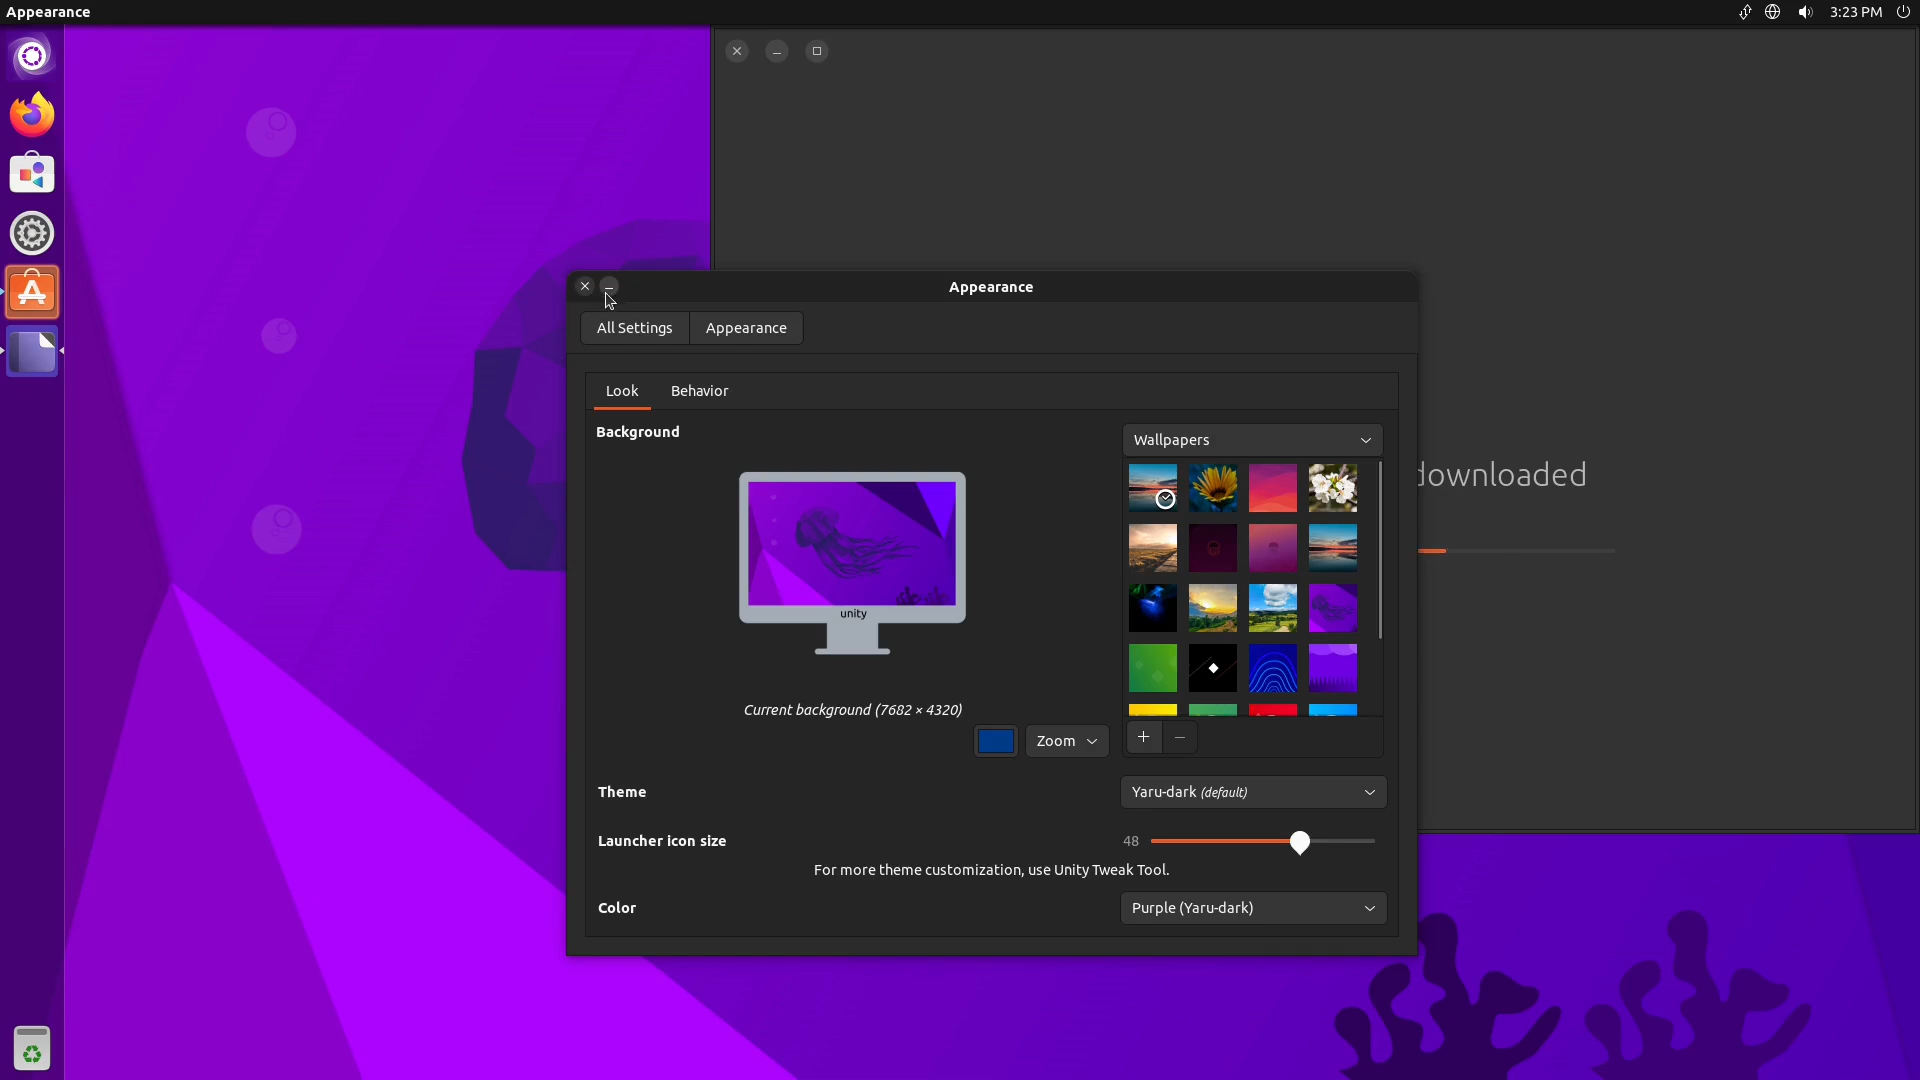 Appearance
3:23 PM
Appearance
All Settings
Appearance
Look
Behavior
Background
Wallpapers
unity
downloaded
Current background (7682 × 4320)
Zoom
Theme
Yaru-dark (default)
Launcher icon size
48
For more theme customization, use Unity Tweak Tool.
Color
Purple (Yaru-dark)